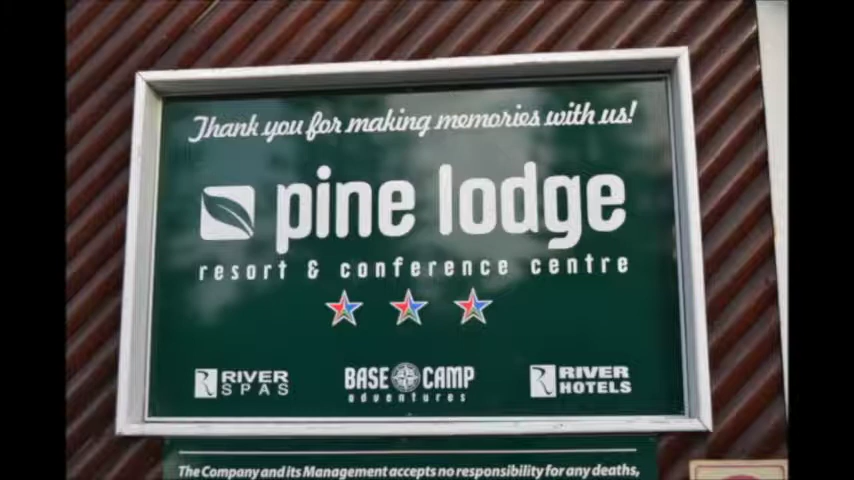 Thank you for making memories with us!
pine lodge
resort & conference centre
RIVER SPAS
BASE CAMP adventures
RIVER HOTELS
The Company and its Management accepts no responsibility for any deaths,